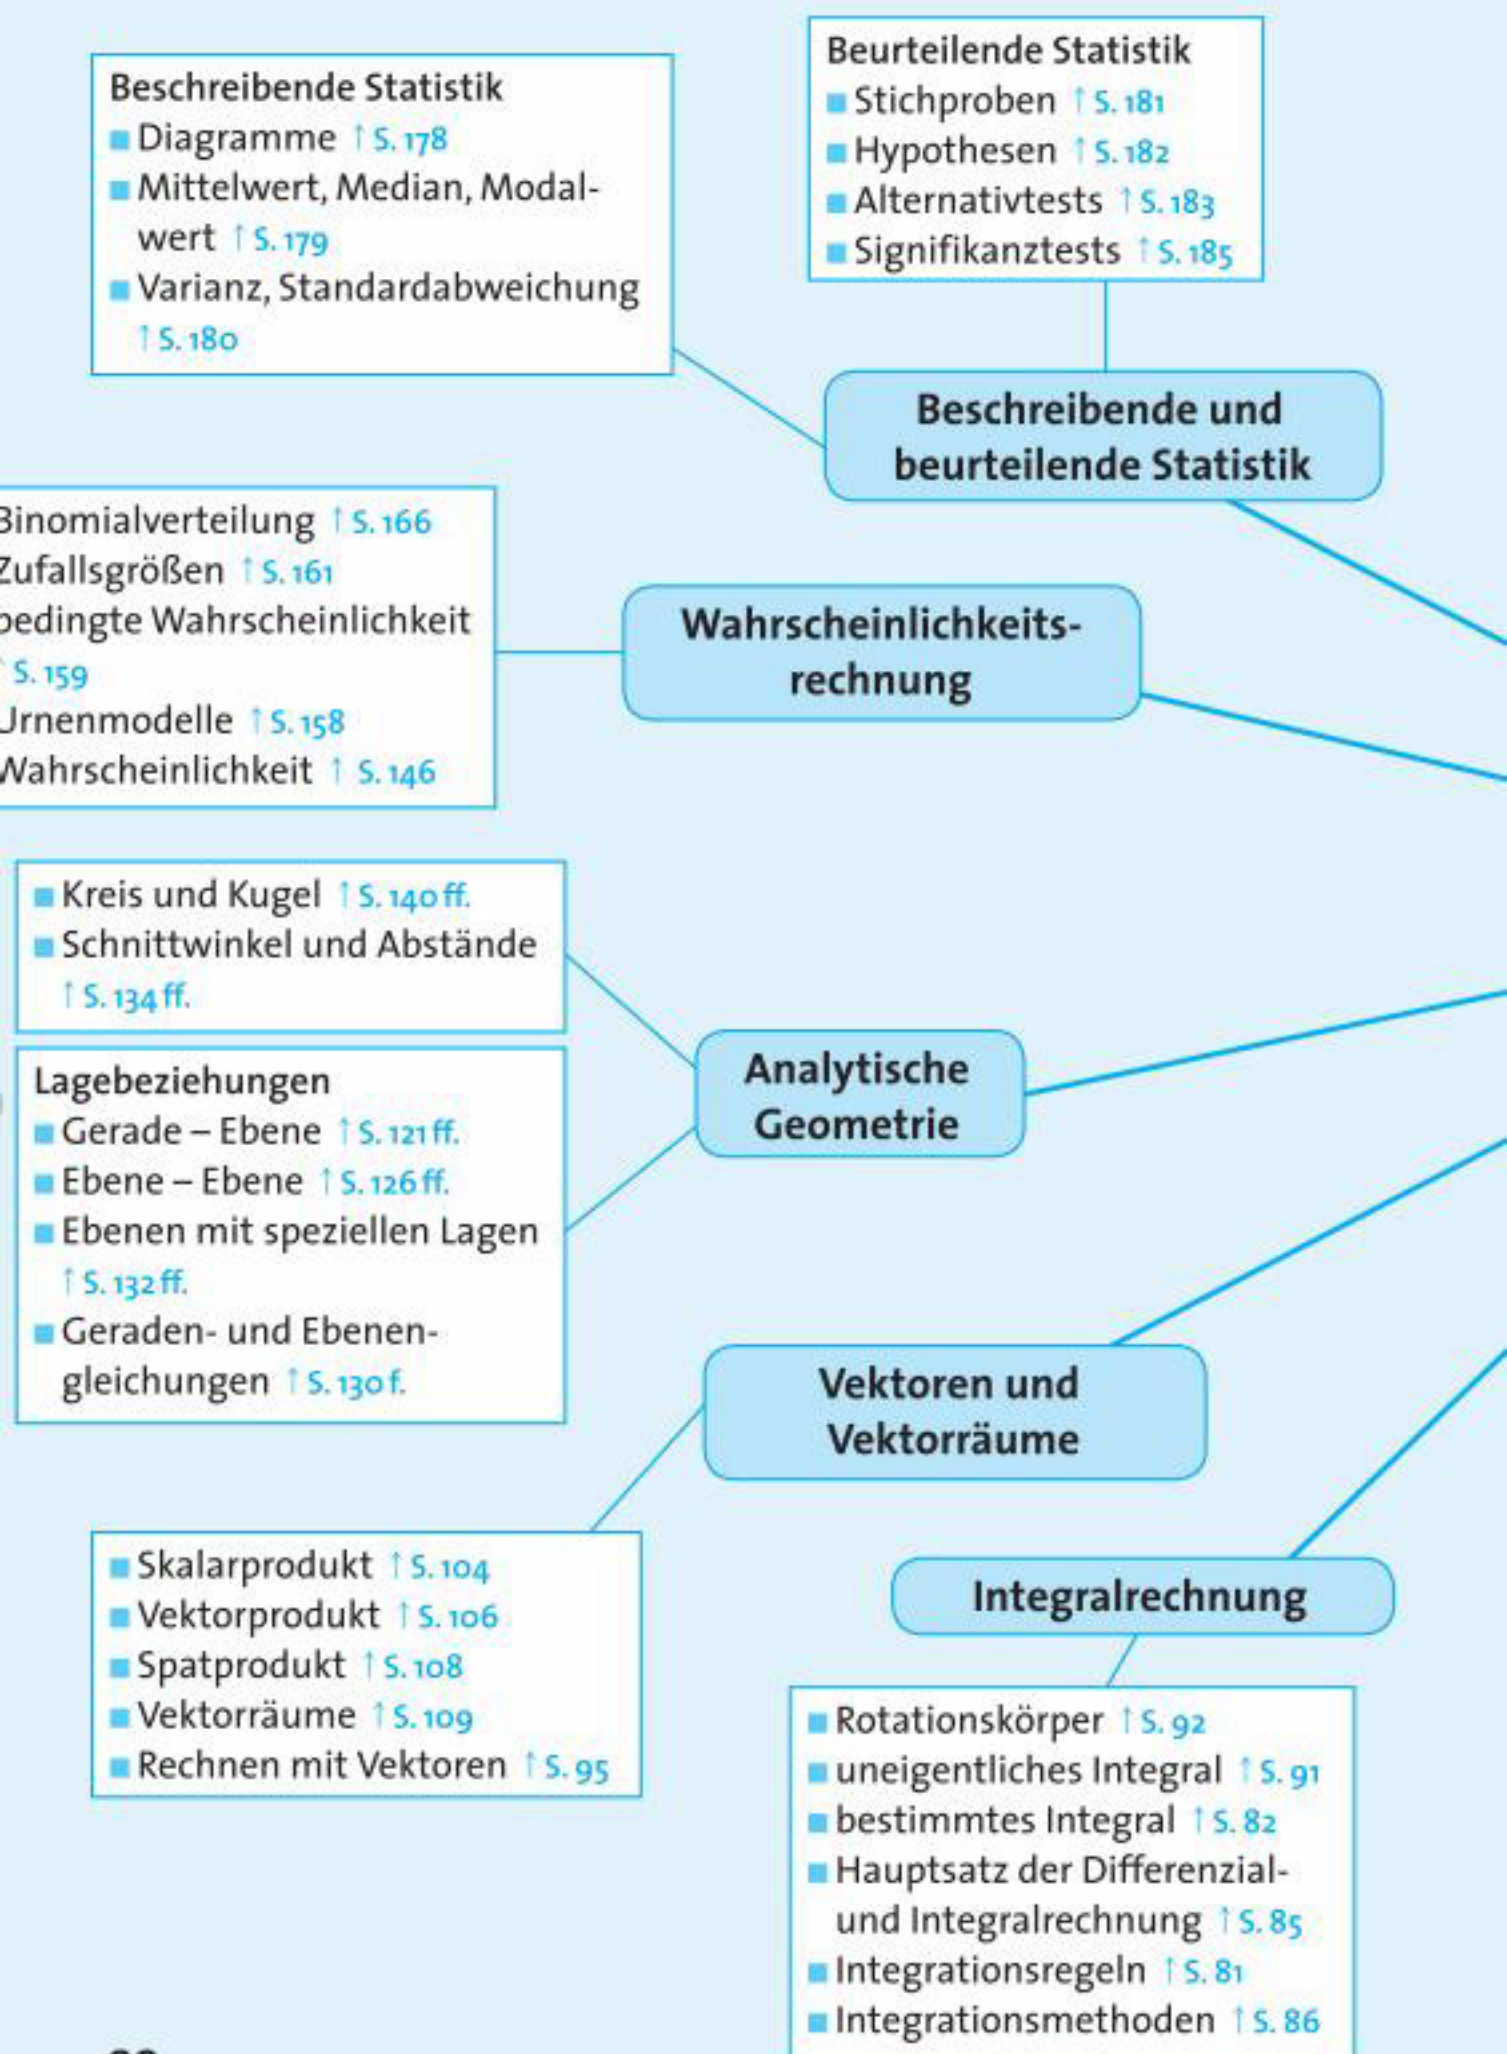 Beschreibende Statistik
Diagramme ↑ S. 178
Mittelwert, Median, Modal-
wert ↑ S. 179
Varianz, Standardabweichung
↑ S. 180
Beurteilende Statistik
Stichproben ↑ S. 181
Hypothesen ↑ S. 182
Alternativtests ↑ S. 183
Signifikanztests ↑ S. 185
Beschreibende und
beurteilende Statistik
Binomialverteilung ↑ S. 166
Zufallsgrößen ↑ S. 161
bedingte Wahrscheinlichkeit
↑ S. 159
Urnenmodelle ↑ S. 158
Wahrscheinlichkeit ↑ S. 146
Wahrscheinlichkeits-
rechnung
Kreis und Kugel ↑ S. 140 ff.
Schnittwinkel und Abstände
↑ S. 134 ff.
Lagebeziehungen
Gerade – Ebene ↑ S. 121 ff.
Ebene – Ebene ↑ S. 126 ff.
Ebenen mit speziellen Lagen
↑ S. 132 ff.
Geraden- und Ebenen-
gleichungen ↑ S. 130 f.
Analytische
Geometrie
Vektoren und
Vektorräume
Skalarprodukt ↑ S. 104
Vektorprodukt ↑ S. 106
Spatprodukt ↑ S. 108
Vektorräume ↑ S. 109
Rechnen mit Vektoren ↑ S. 95
Integralrechnung
Rotationskörper ↑ S. 92
uneigentliches Integral ↑ S. 91
bestimmtes Integral ↑ S. 82
Hauptsatz der Differenzial-
und Integralrechnung ↑ S. 85
Integrationsregeln ↑ S. 81
Integrationsmethoden ↑ S. 86